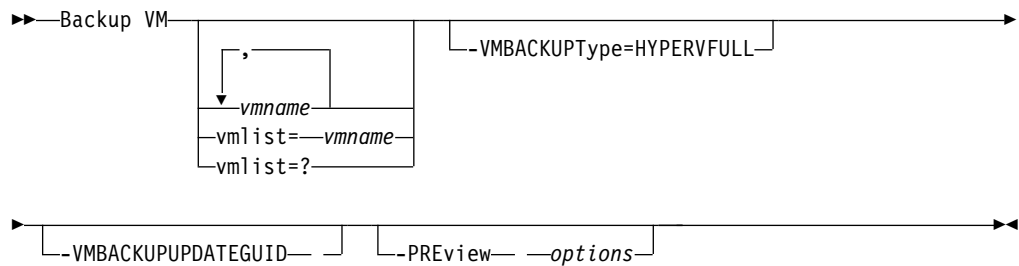 Backup VM
-VMBACKUPType=HYPERVFULL
,
vmname
vmlist= vmname
vmlist=?
-VMBACKUPUPDATEGUID
-PREview options